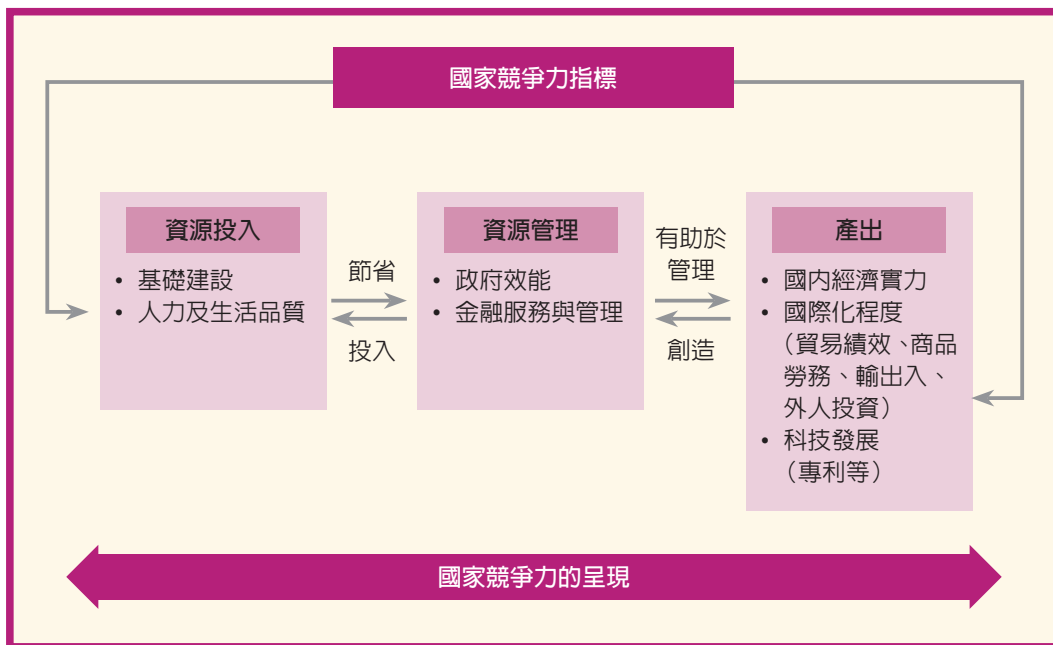 國家競爭力指標
資源投入
• 基礎建設
• 人力及生活品質
節省
投入
資源管理
• 政府效能
• 金融服務與管理
有助於
管理
創造
產出
• 國內經濟實力
• 國際化程度
（貿易績效、商品
勞務、輸出入、
外人投資）
• 科技發展
（專利等）
國家競爭力的呈現